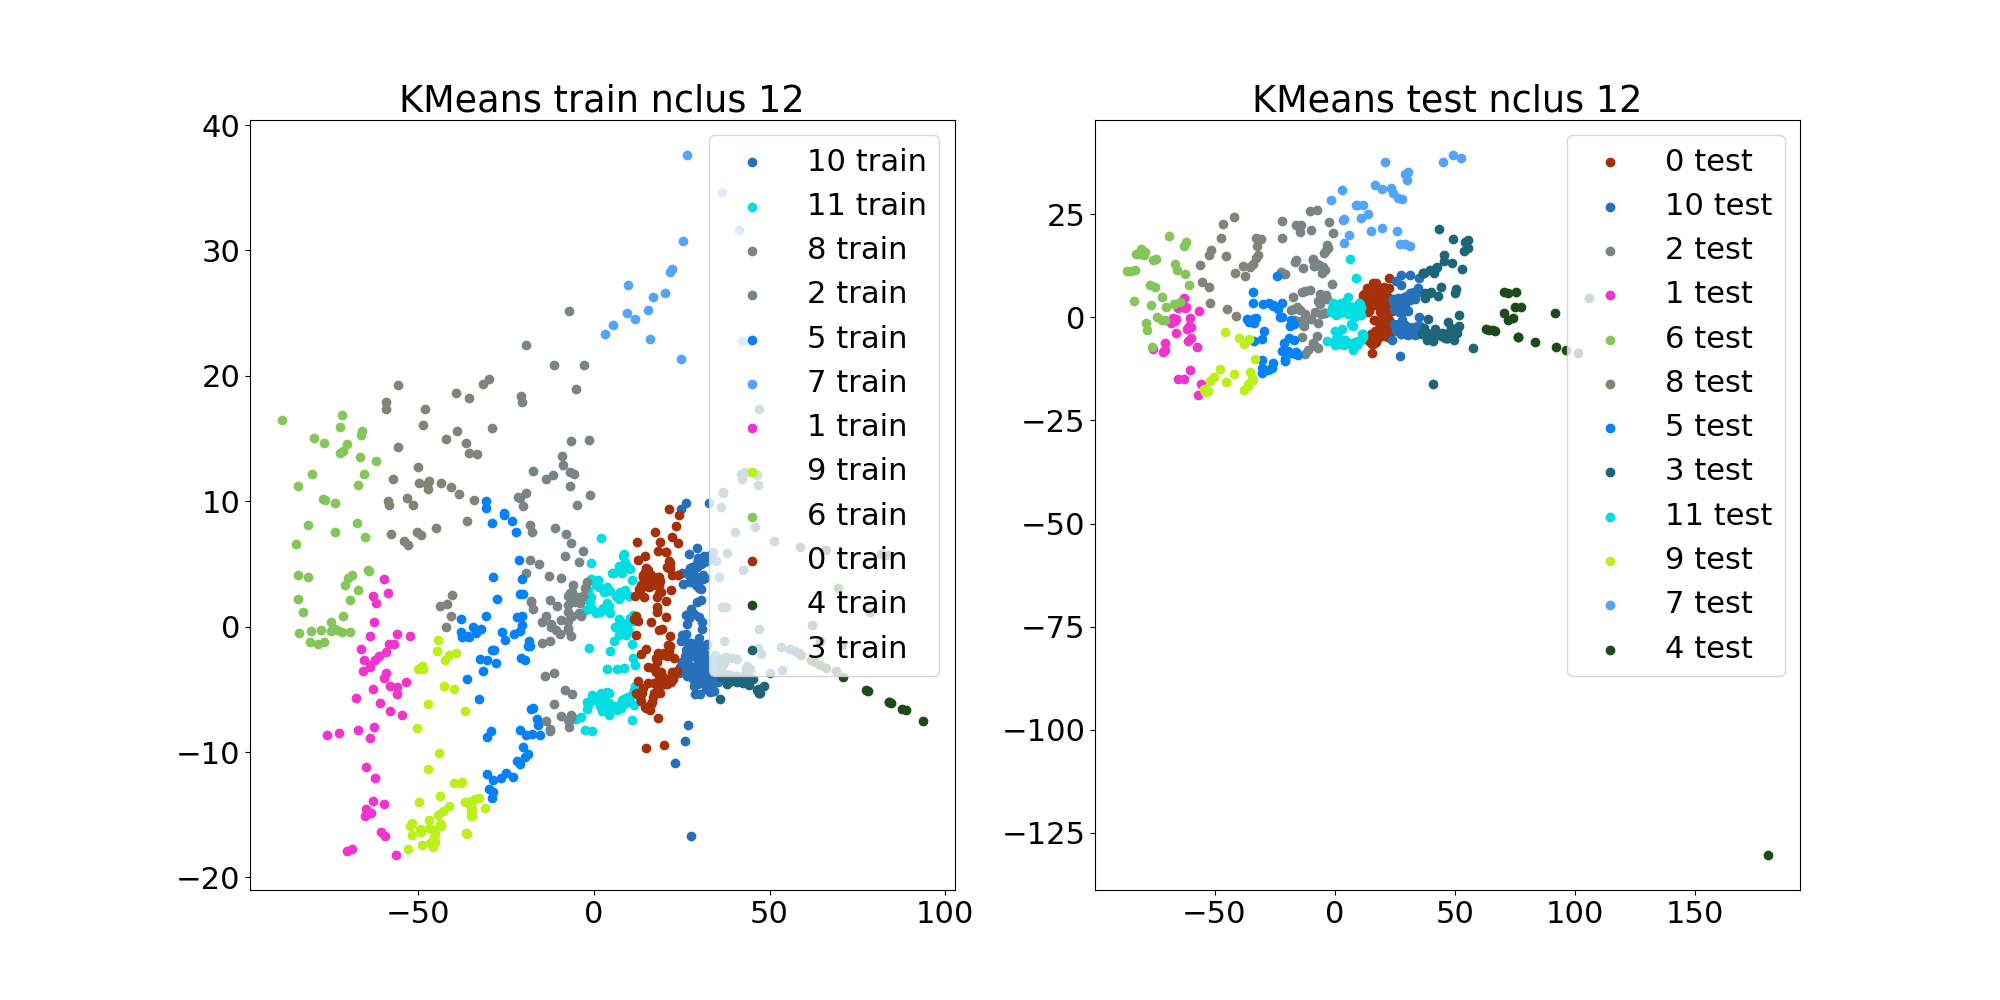 KMeans train nclus 12
40
30
20
10
0
−10
−20
−50
0
50
100
10 train
11 train
8 train
2 train
5 train
7 train
1 train
9 train
6 train
0 train
4 train
3 train
KMeans test nclus 12
25
0
−25
−50
−75
−100
−125
−50
0
50
100
150
0 test
10 test
2 test
1 test
6 test
8 test
5 test
3 test
11 test
9 test
7 test
4 test